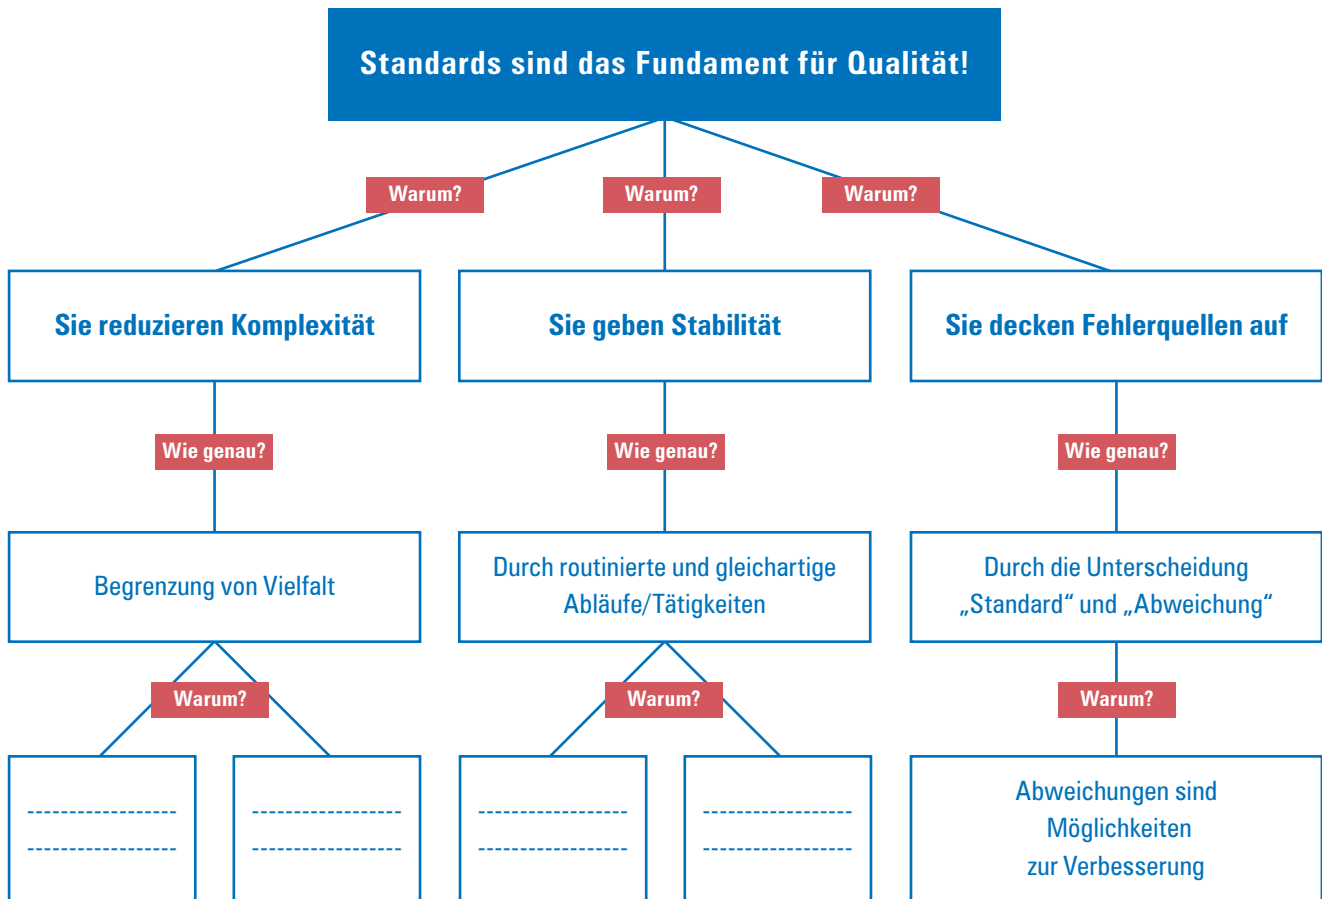 Standards sind das Fundament für Qualität!
Warum?
Warum?
Warum?
Sie reduzieren Komplexität
Sie geben Stabilität
Sie decken Fehlerquellen auf
Wie genau?
Wie genau?
Wie genau?
Begrenzung von Vielfalt
Durch routinierte und gleichartige
Abläufe/Tätigkeiten
Durch die Unterscheidung
„Standard“ und „Abweichung“
Warum?
Warum?
Warum?
Abweichungen sind
Möglichkeiten
zur Verbesserung